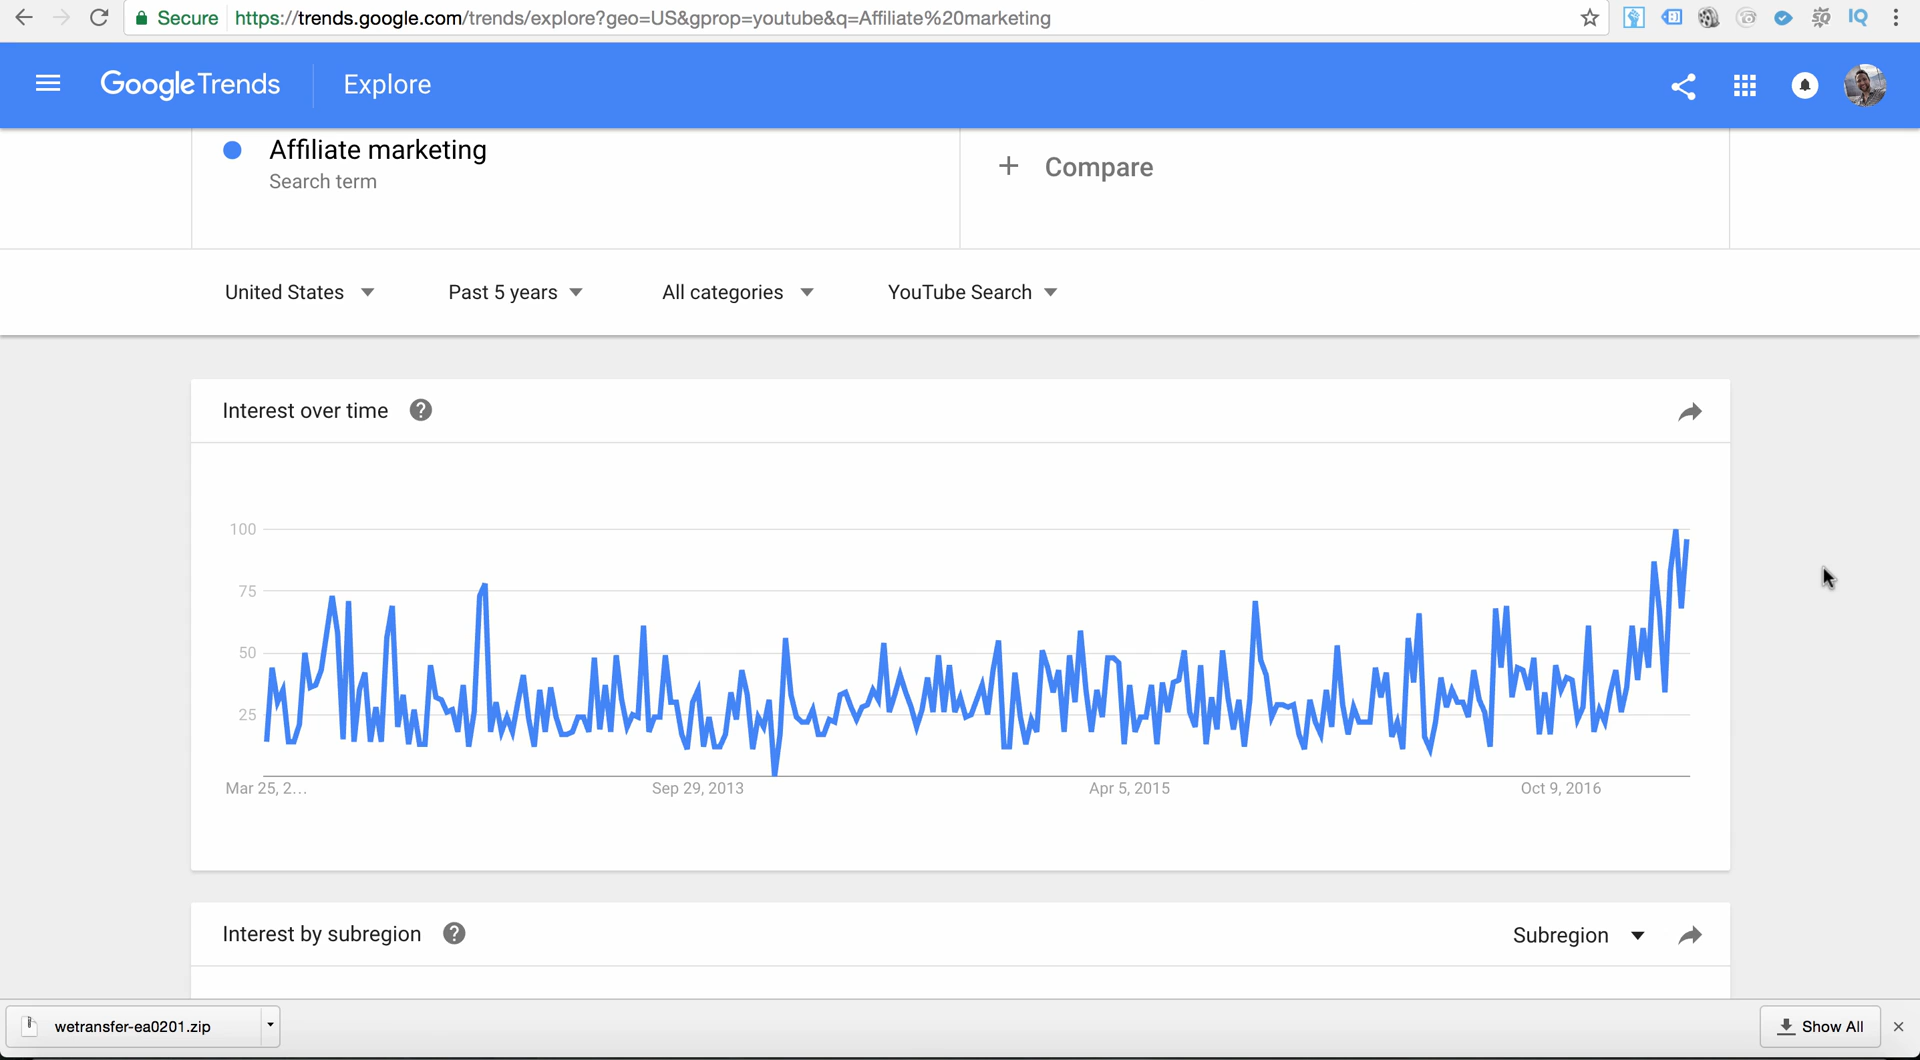 Secure https://trends.google.com/trends/explore?geo=US&gprop=youtube&q=Affiliate%20marketing
IQ
Google Trends Explore
Affiliate marketing
Search term
+ Compare
United States Past 5 years All categories YouTube Search
Interest over time ?
100
75
50
25
Mar 25, 2... Sep 29, 2013 Apr 5, 2015 Oct 9, 2016
Interest by subregion ? Subregion
wetransfer-ea0201.zip Show All